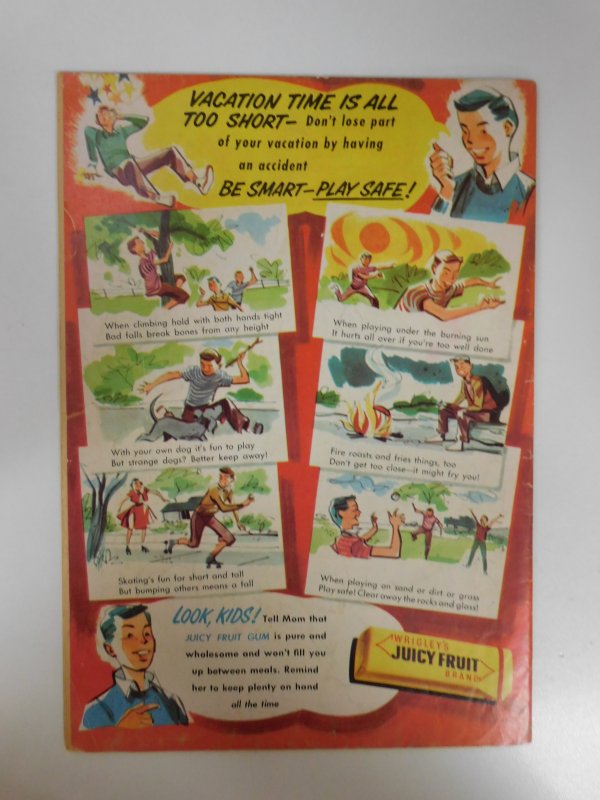 VACATION TIME IS ALL
TOO SHORT— Don't lose part
of your vacation by having
an accident
BE SMART—PLAY SAFE!
When climbing hold with both hands tight
Bad falls break bones from any height
When playing under the burning sun
It hurts all over if you're too well done
With your own dog it's fun to play
But strange dogs? Better keep away!
Fire roasts and fries things, too
Don't get too close—it might fry you!
Skating's fun for short and tall
But bumping others means a fall
When playing on sand or dirt or grass
Play safe! Clear away the rocks and glass!
LOOK, KIDS! Tell Mom that
JUICY FRUIT GUM is pure and
wholesome and won't fill you
up between meals. Remind
her to keep plenty on hand
all the time
WRIGLEY'S
JUICY FRUIT
BRAND